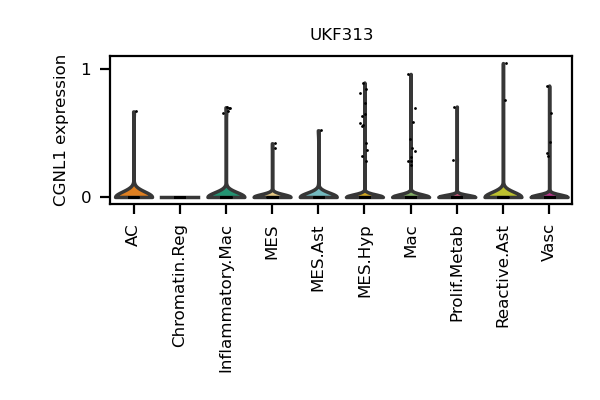 UKF313
CGNL1 expression
1
0
AC
Chromatin.Reg
Inflammatory.Mac
MES
MES.Ast
MES.Hyp
Mac
Prolif.Metab
Reactive.Ast
Vasc